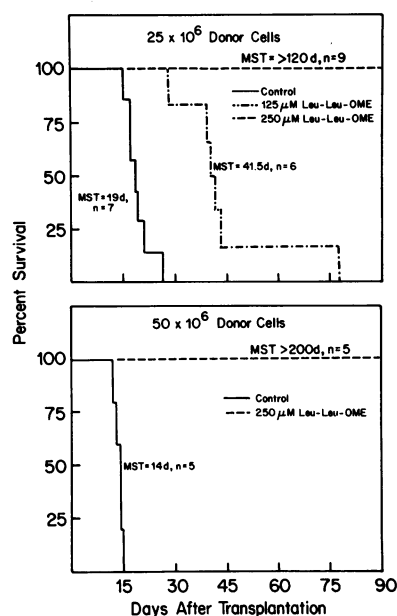 25 x 10⁶ Donor Cells
MST= >120 d, n=9
100
Control
125 μM Leu-Leu-OME
250 μM Leu-Leu-OME
75
MST=41.5d, n=6
50
MST=19d,
n=7
25
Percent Survival
50 x 10⁶ Donor Cells
MST >200d, n=5
100
Control
250 μM Leu-Leu-OME
75
50
MST=14d, n=5
25
15 30 45 60 75 90
Days After Transplantation